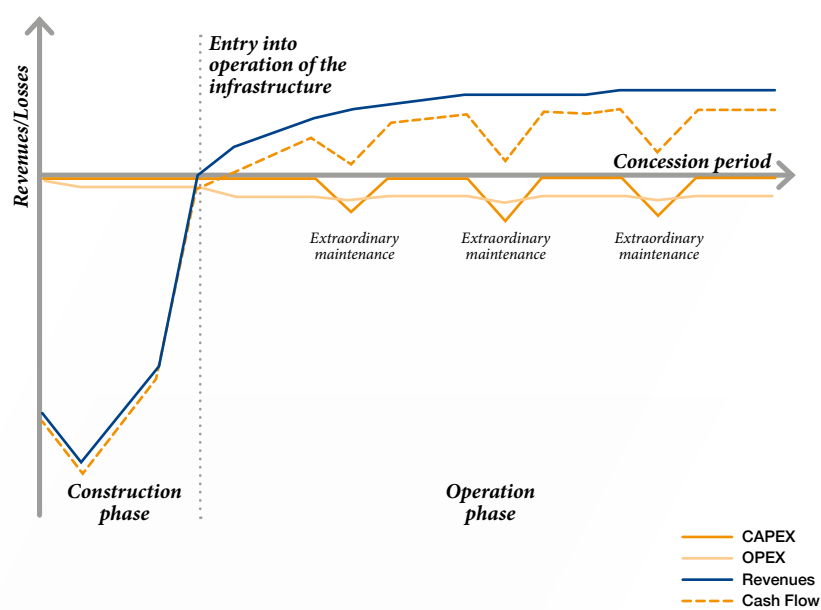 Entry into
operation of the
infrastructure
Revenues/Losses
Concession period
Extraordinary
maintenance
Extraordinary
maintenance
Extraordinary
maintenance
Construction
phase
Operation
phase
CAPEX
OPEX
Revenues
Cash Flow